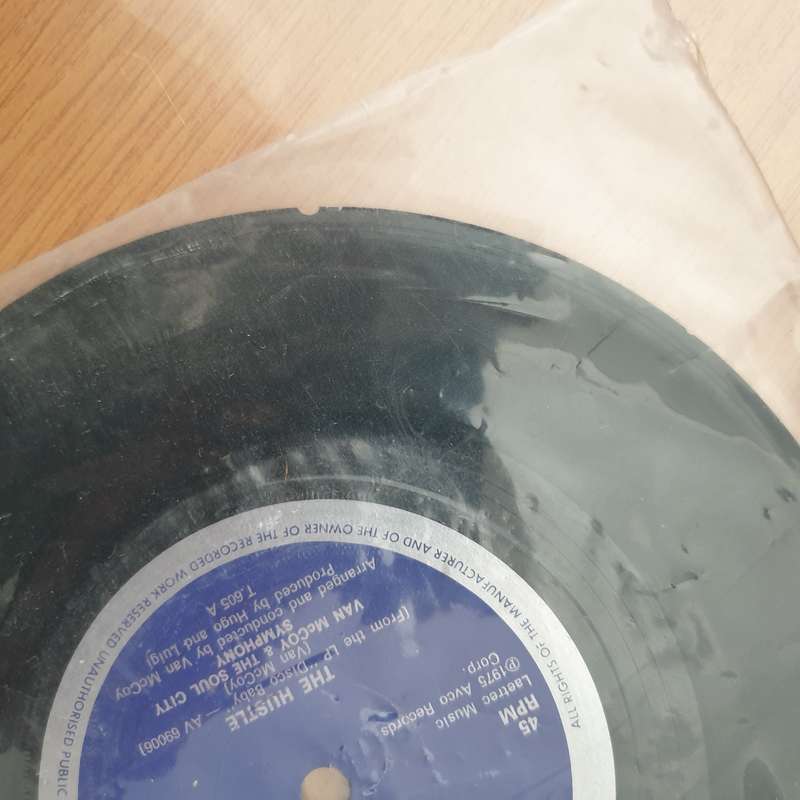 ALL RIGHTS OF THE MANUFACTURER AND OF THE OWNER OF THE RECORDED WORK RESERVED UNAUTHORISED PUBLIC
45
RPM
Laetrec Music
℗1975 Avco Records
Corp.
THE HUSTLE
(Van McCoy)
[From the LP "Disco Baby" - AV 69006]
VAN McCOY & THE SOUL CITY
SYMPHONY
Arranged and conducted by Van McCoy
Produced by Hugo and Luigi
T.605 A